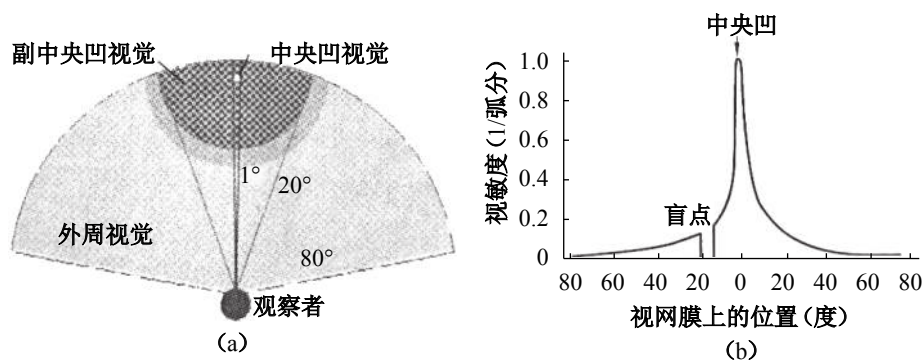 副中央凹视觉
中央凹视觉
1°
20°
外周视觉
80°
观察者
(a)
中央凹
视敏度(1/弧分)
1.0
0.8
0.6
0.4
0.2
0
盲点
80 60 40 20 0 20 40 60 80
视网膜上的位置(度)
(b)